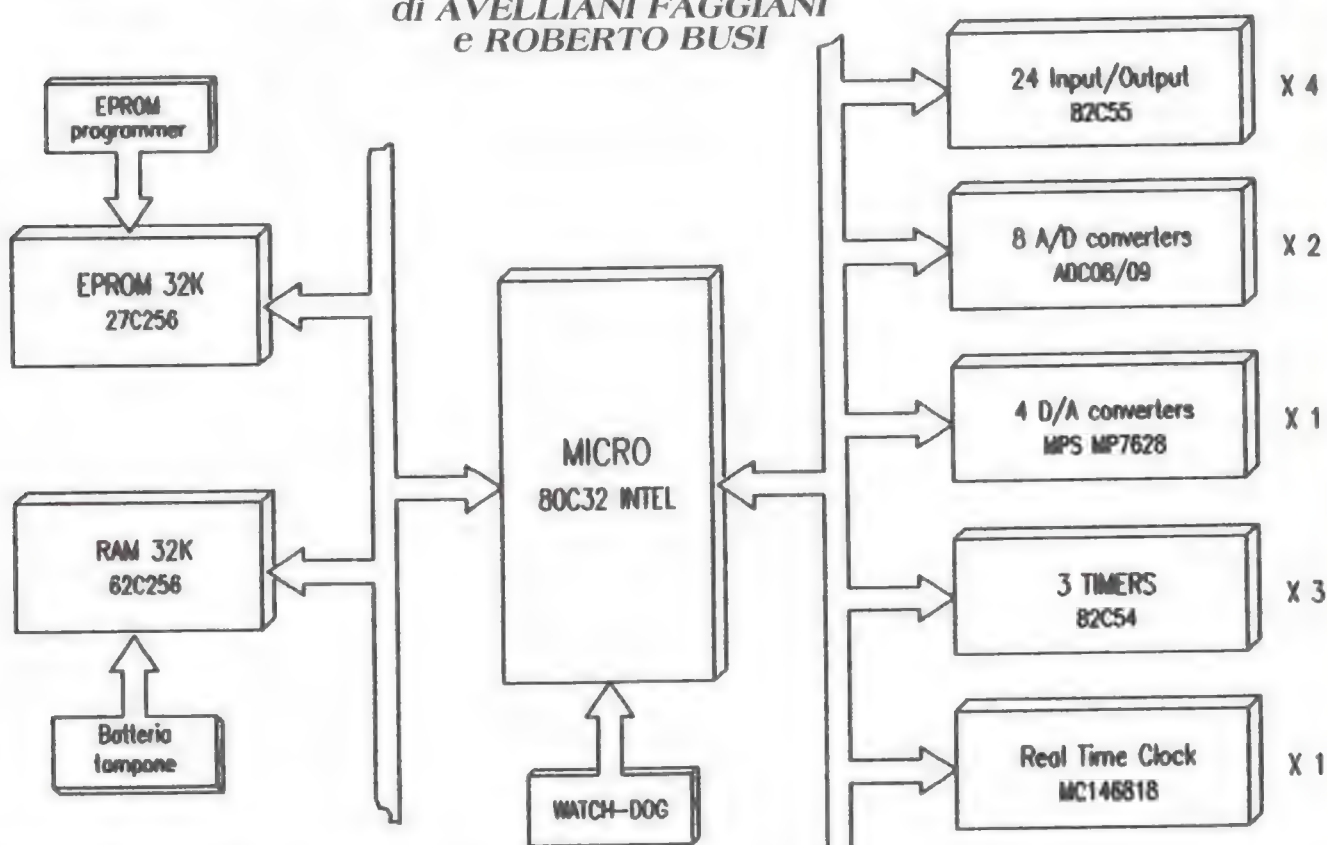 di AVELLIANI FAGGIANI
e ROBERTO BUSI
EPROM
programmer
EPROM 32K
27C256
RAM 32K
62C256
Batteria
tampone
MICRO
80C32 INTEL
WATCH-DOG
24 Input/Output
82C55
X 4
8 A/D converters
ADC08/09
X 2
4 D/A converters
MPS MP7628
X 1
3 TIMERS
82C54
X 3
Real Time Clock
MC146818
X 1